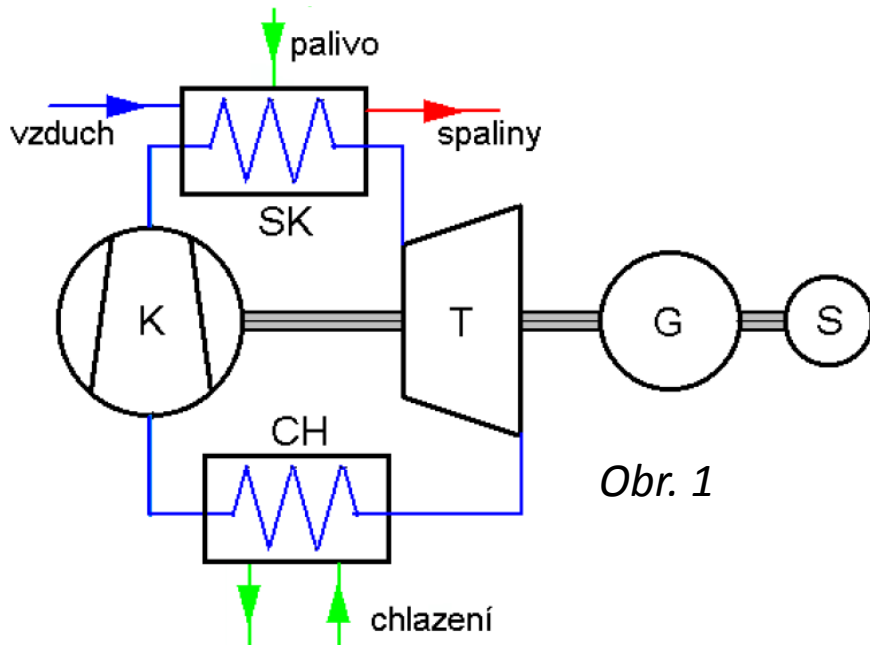 palivo
vzduch
spaliny
SK
K
T
G
S
CH
Obr. 1
chlazení